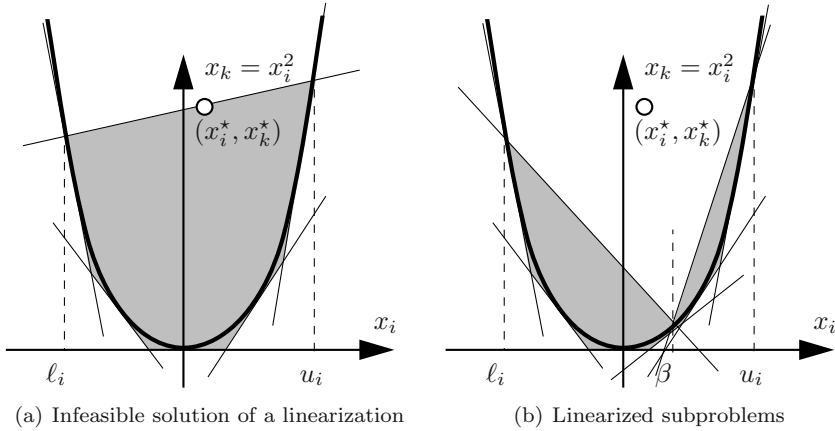 x_k = x_i^2
(x_i^⋆, x_k^⋆)
x_i
ℓ_i
u_i
(a) Infeasible solution of a linearization
x_k = x_i^2
(x_i^⋆, x_k^⋆)
x_i
ℓ_i
β
u_i
(b) Linearized subproblems